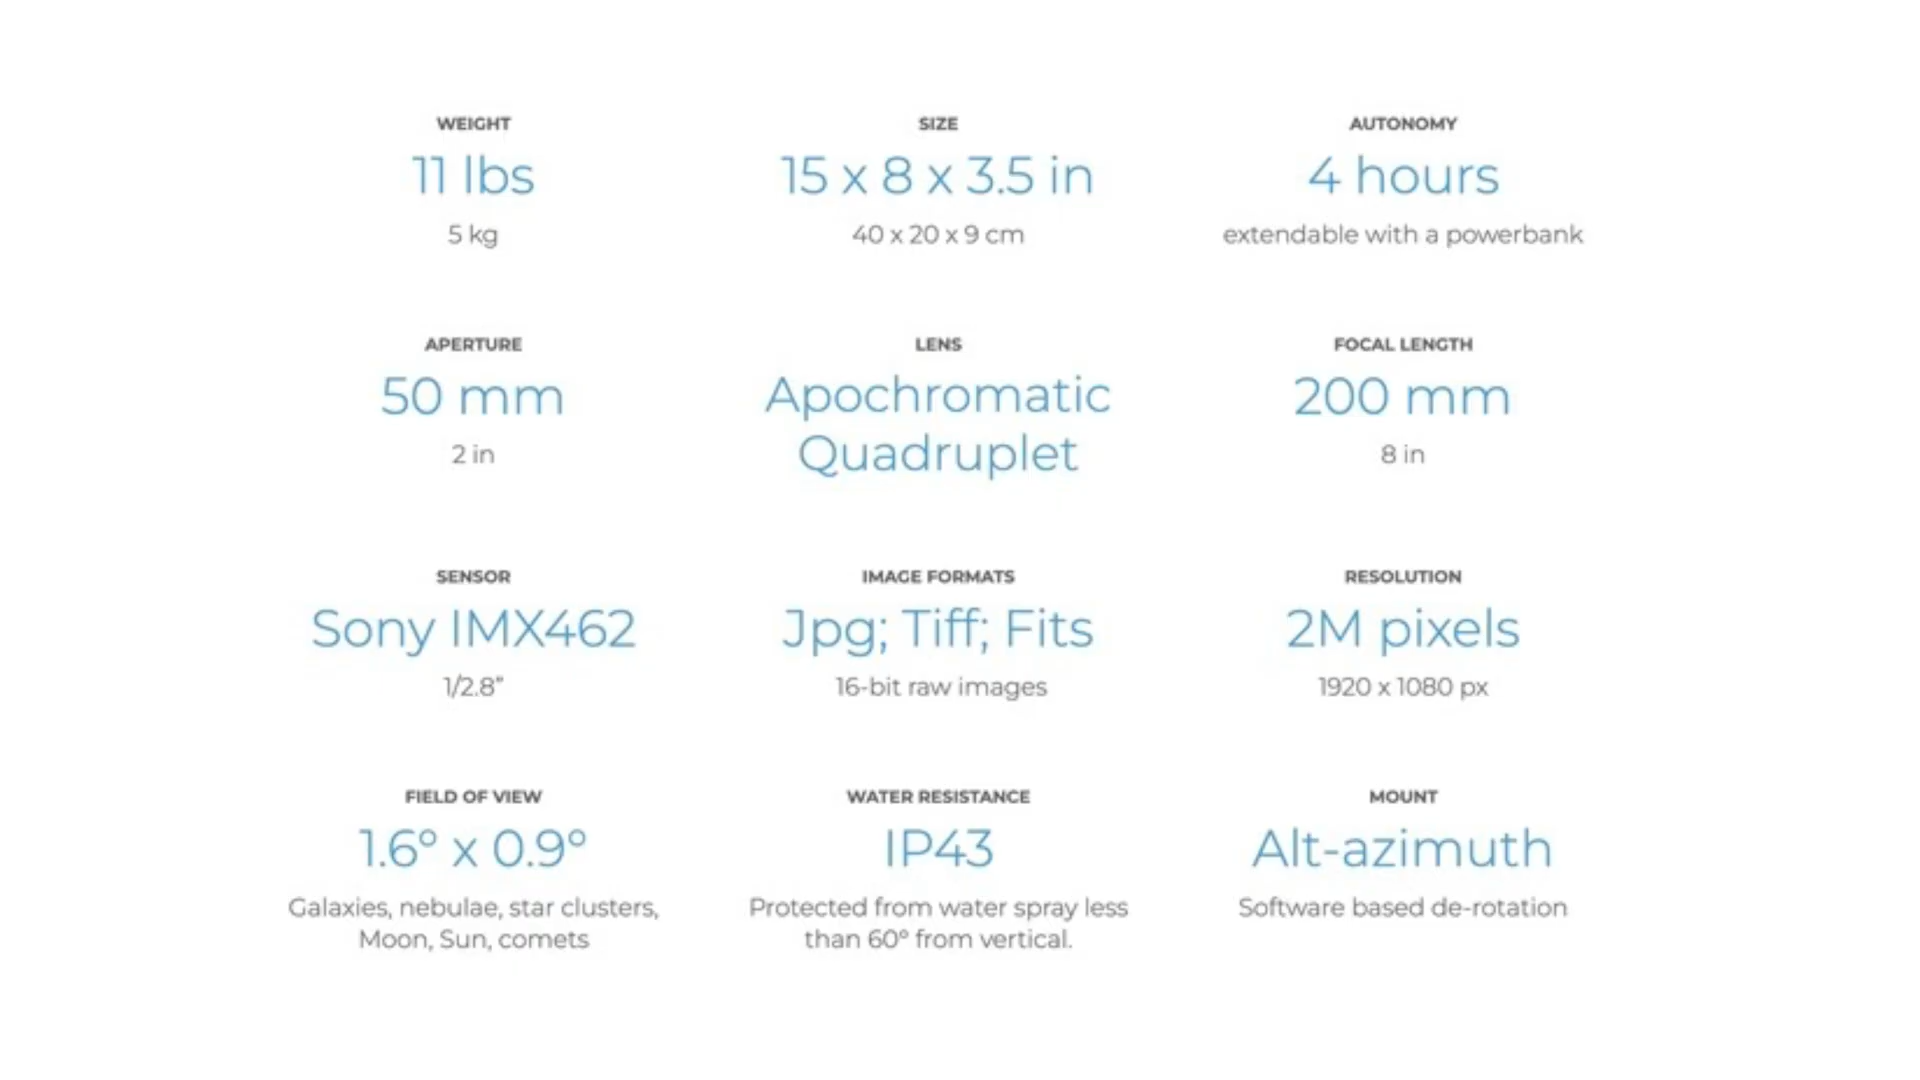 WEIGHT
11 lbs
5 kg
SIZE
15 x 8 x 3.5 in
40 x 20 x 9 cm
AUTONOMY
4 hours
extendable with a powerbank
APERTURE
50 mm
2 in
LENS
Apochromatic
Quadruplet
FOCAL LENGTH
200 mm
8 in
SENSOR
Sony IMX462
1/2.8"
IMAGE FORMATS
Jpg; Tiff; Fits
16-bit raw images
RESOLUTION
2M pixels
1920 x 1080 px
FIELD OF VIEW
1.6° x 0.9°
Galaxies, nebulae, star clusters,
Moon, Sun, comets
WATER RESISTANCE
IP43
Protected from water spray less
than 60° from vertical.
MOUNT
Alt-azimuth
Software based de-rotation